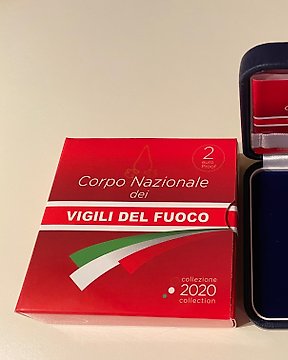 2
euro
Proof
Corpo Nazionale
dei
VIGILI DEL FUOCO
collezione
2020
collection